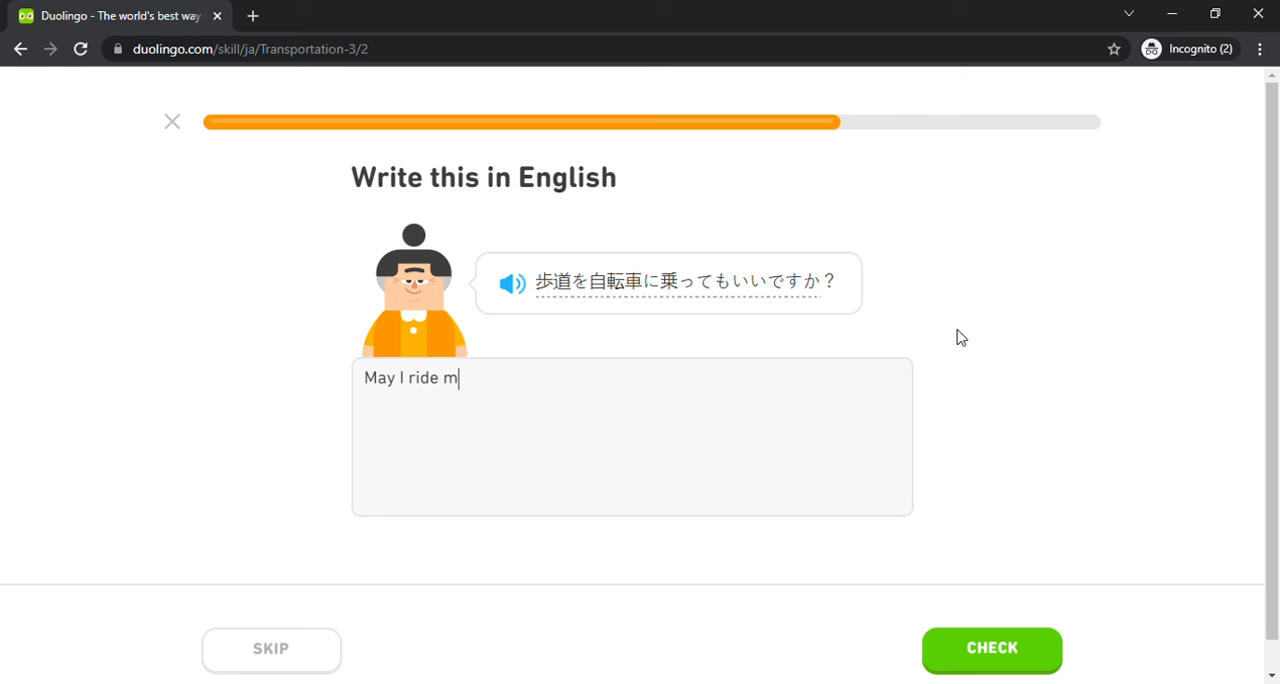 Duolingo - The world's best way
duolingo.com/skill/ja/Transportation-3/2
Incognito (2)
Write this in English
歩道を自転車に乗ってもいいですか？
May I ride m
SKIP
CHECK